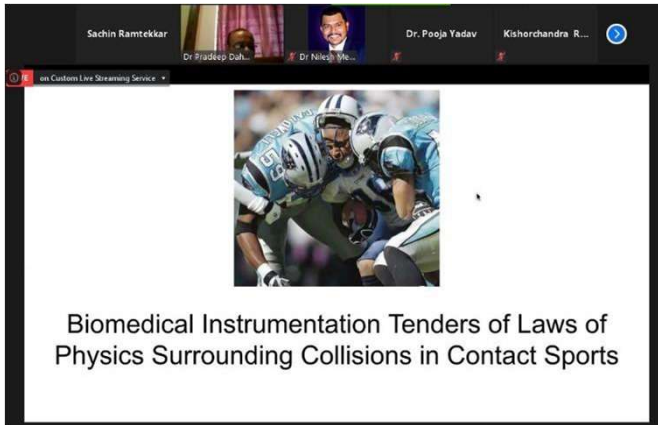 Sachin Ramtekkar
Dr Pradeep Dah...
Dr Nilesh Me...
Dr. Pooja Yadav
Kishorchandra R...
on Custom Live Streaming Service
59
Biomedical Instrumentation Tenders of Laws of
Physics Surrounding Collisions in Contact Sports